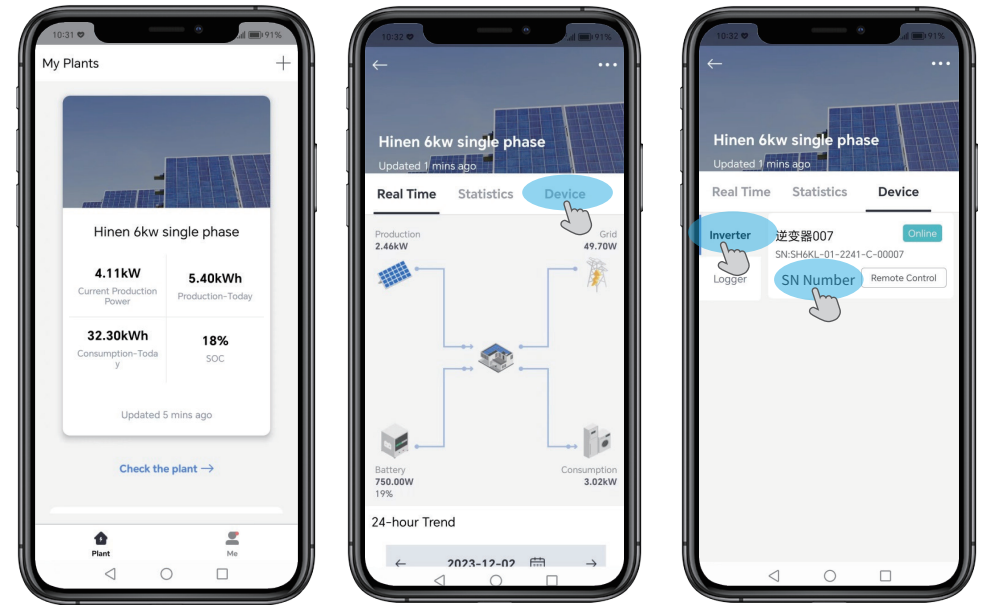 10:31
91%
My Plants
Hinen 6kw single phase
4.11kW
Current Production
Power
5.40kWh
Production-Today
32.30kWh
Consumption-Toda
y
18%
SOC
Updated 5 mins ago
Check the plant →
Plant
Me
10:32
91%
Hinen 6kw single phase
Updated 1 mins ago
Real Time
Statistics
Device
Production
2.46kW
Grid
49.70W
Battery
750.00W
19%
Consumption
3.02kW
24-hour Trend
← 2023-12-02 →
10:32
91%
Hinen 6kw single phase
Updated 1 mins ago
Real Time
Statistics
Device
Inverter
Logger
逆变器007
Online
SN:SH6KL-01-2241-C-00007
SN Number
Remote Control